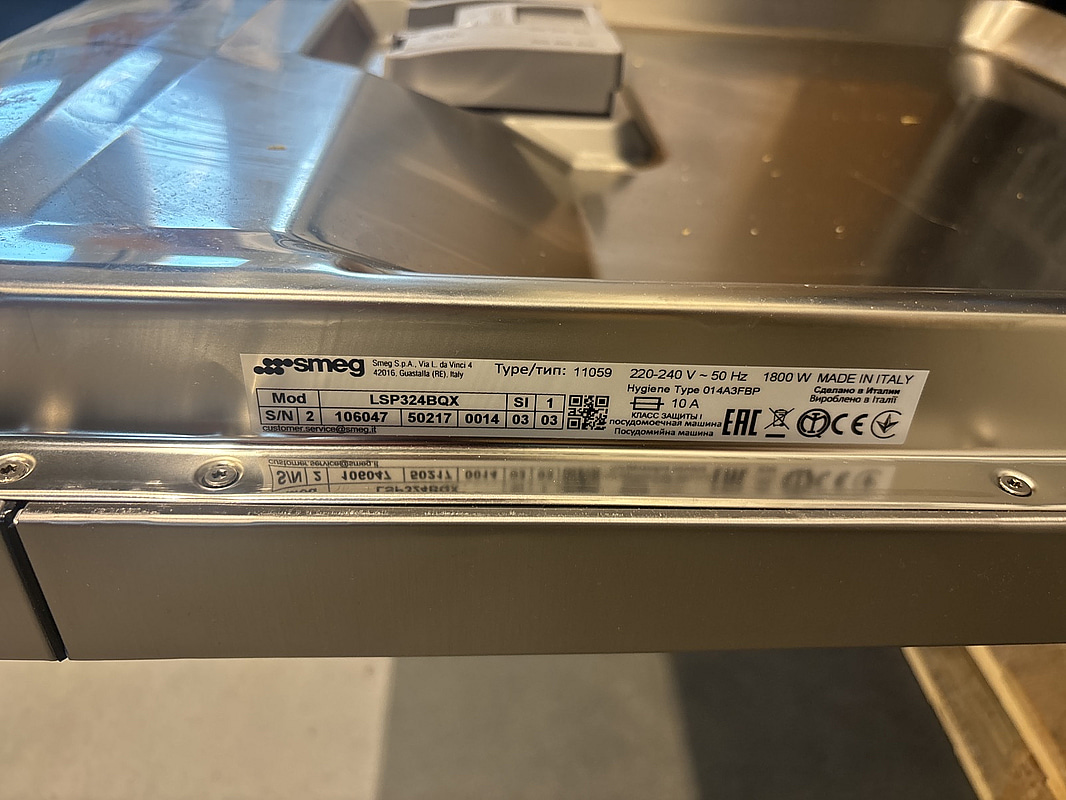 smeg
Smeg S.p.A., Via L. da Vinci 4
42016, Guastalla (RE), Italy
Type/тип: 11059
220-240 V ~ 50 Hz 1800 W MADE IN ITALY
Hygiene Type 014A3FBP
Сделано в Италии
Вироблено в Італії
10 A
КЛАСС ЗАЩИТЫ I
посудомоечная машина
Посудомийна машина
EAC
CE
Mod LSP324BQX SI 1
S/N 2 106047 50217 0014 03 03
customer.service@smeg.it